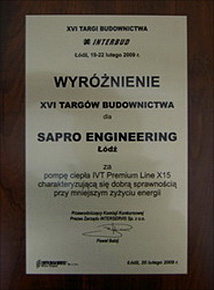 XVI TARGI BUDOWNICTWA
INTERBUD
Łódź, 19-22 lutego 2009 r.
WYRÓŻNIENIE
XVI TARGÓW BUDOWNICTWA
dla
SAPRO ENGINEERING
Łódź
za
pompę ciepła IVT Premium Line X15
charakteryzującą się dobrą sprawnością
przy mniejszym zyżyciu energii
Przewodniczący Komisji Konkursowej
Prezes Zarządu INTERSERVIS Sp. z o.o.
Paweł
INTERSERVIS
Łódź, 20 lutego 2009 r.